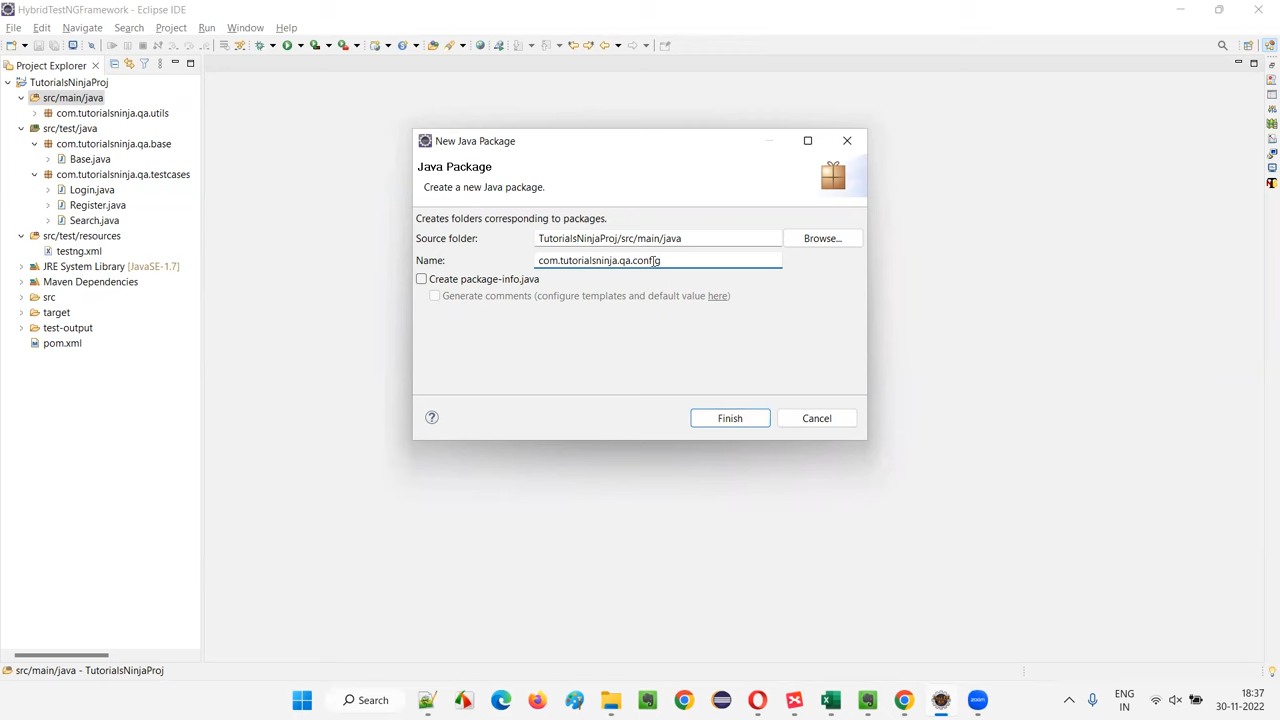 HybridTestNGFramework - Eclipse IDE
File Edit Navigate Search Project Run Window Help
Project Explorer
TutorialsNinjaProj
src/main/java
com.tutorialsninja.qa.utils
src/test/java
com.tutorialsninja.qa.base
Base.java
com.tutorialsninja.qa.testcases
Login.java
Register.java
Search.java
src/test/resources
testng.xml
JRE System Library [JavaSE-1.7]
Maven Dependencies
src
target
test-output
pom.xml
New Java Package
Java Package
Create a new Java package.
Creates folders corresponding to packages.
Source folder: TutorialsNinjaProj/src/main/java Browse...
Name: com.tutorialsninja.qa.config
Create package-info.java
Generate comments (configure templates and default value here)
Finish Cancel
src/main/java - TutorialsNinjaProj
Search
zoom
ENG
IN
18:37
30-11-2022